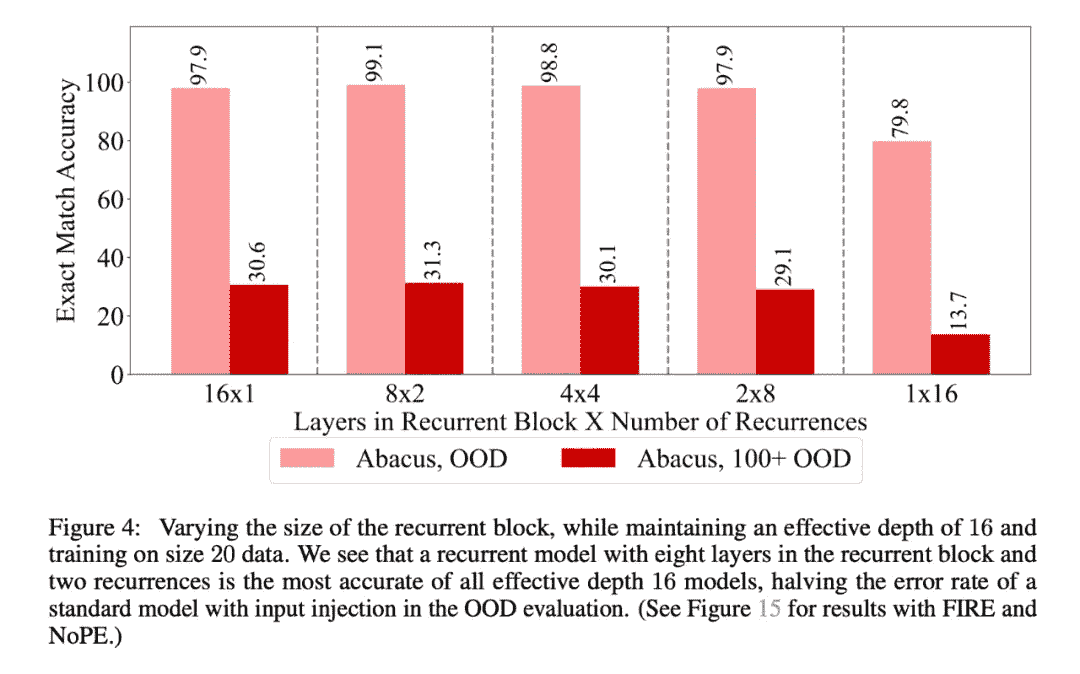 97.9
99.1
98.8
97.9
79.8
30.6
31.3
30.1
29.1
13.7
Exact Match Accuracy
100
80
60
40
20
0
16x1 8x2 4x4 2x8 1x16
Layers in Recurrent Block X Number of Recurrences
Abacus, OOD Abacus, 100+ OOD
Figure 4: Varying the size of the recurrent block, while maintaining an effective depth of 16 and
training on size 20 data. We see that a recurrent model with eight layers in the recurrent block and
two recurrences is the most accurate of all effective depth 16 models, halving the error rate of a
standard model with input injection in the OOD evaluation. (See Figure 15 for results with FIRE and
NoPE.)